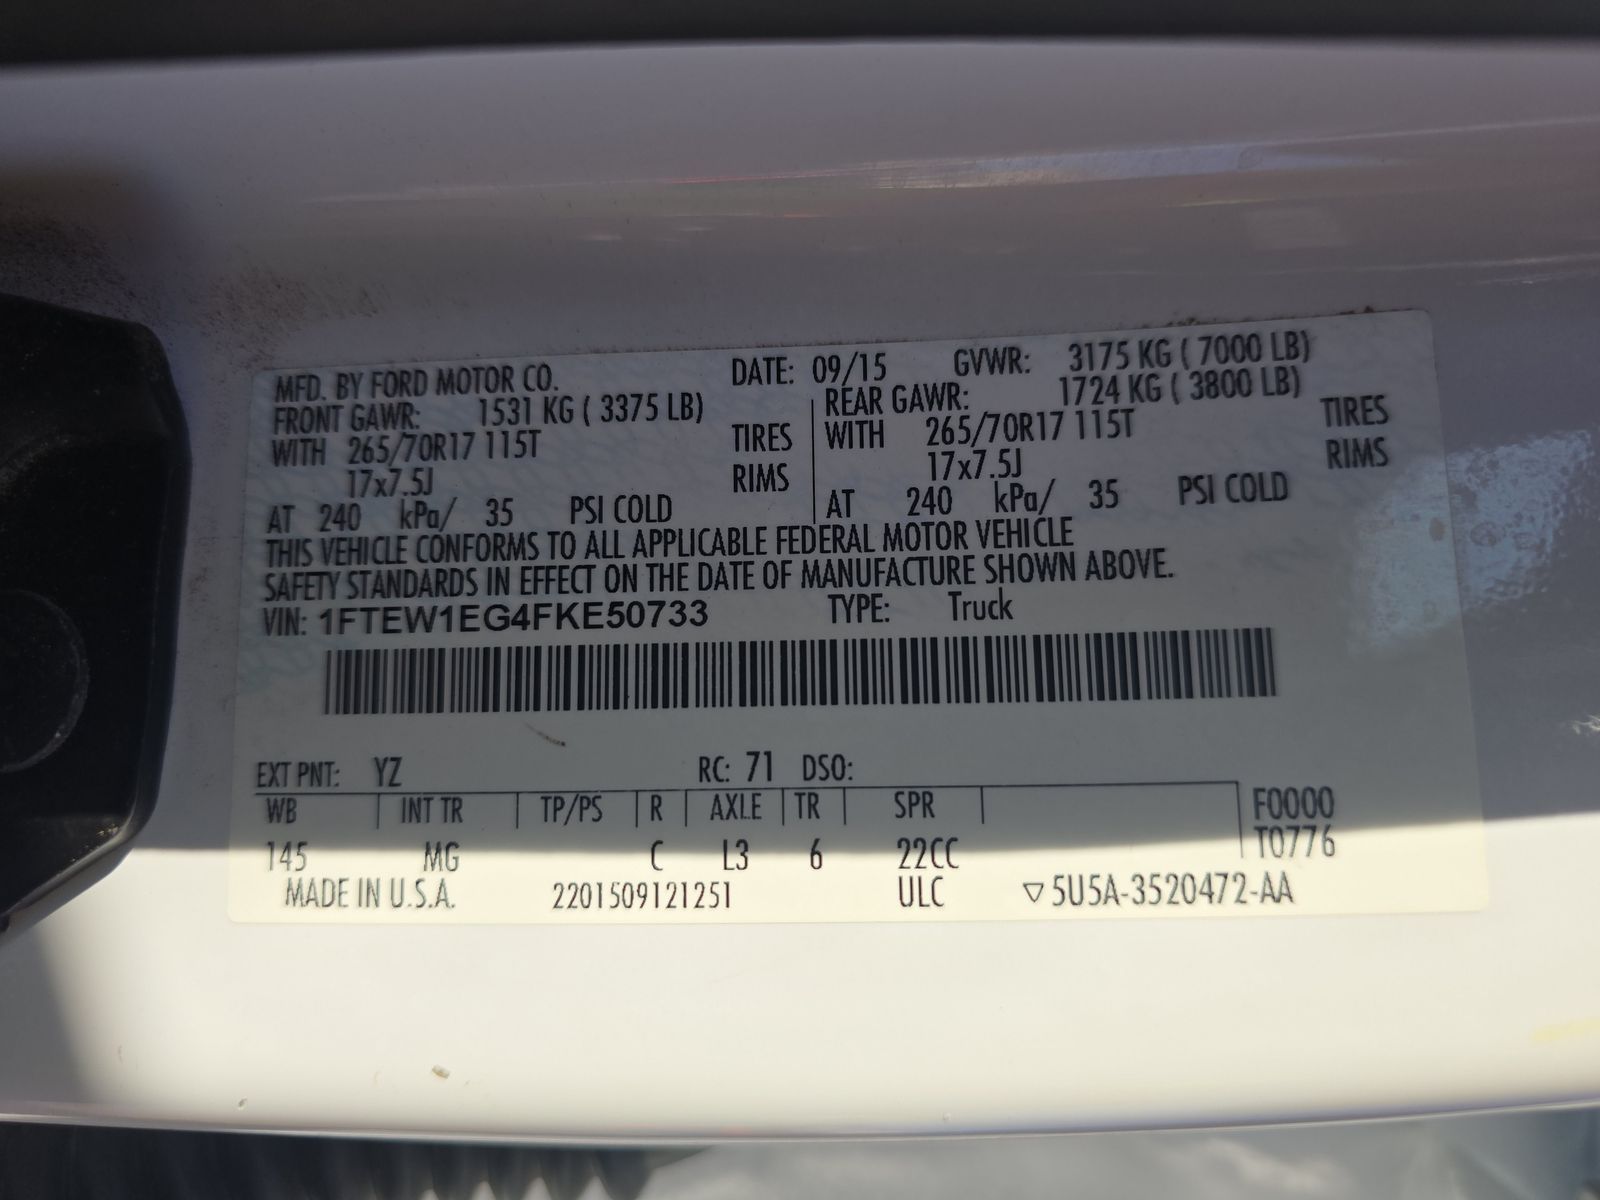 MFD. BY FORD MOTOR CO. DATE: 09/15 GVWR: 3175 KG ( 7000 LB)
FRONT GAWR: 1531 KG ( 3375 LB) REAR GAWR: 1724 KG ( 3800 LB)
WITH 265/70R17 115T TIRES WITH 265/70R17 115T TIRES
17x7.5J RIMS 17x7.5J RIMS
AT 240 kPa/ 35 PSI COLD AT 240 kPa/ 35 PSI COLD
THIS VEHICLE CONFORMS TO ALL APPLICABLE FEDERAL MOTOR VEHICLE
SAFETY STANDARDS IN EFFECT ON THE DATE OF MANUFACTURE SHOWN ABOVE.
VIN: 1FTEW1EG4FKE50733 TYPE: Truck
EXT PNT: YZ RC: 71 DSO:
WB INT TR TP/PS R AXLE TR SPR F0000
145 MG C L3 6 22CC T0776
MADE IN U.S.A. 2201509121251 ULC ▽5U5A-3520472-AA